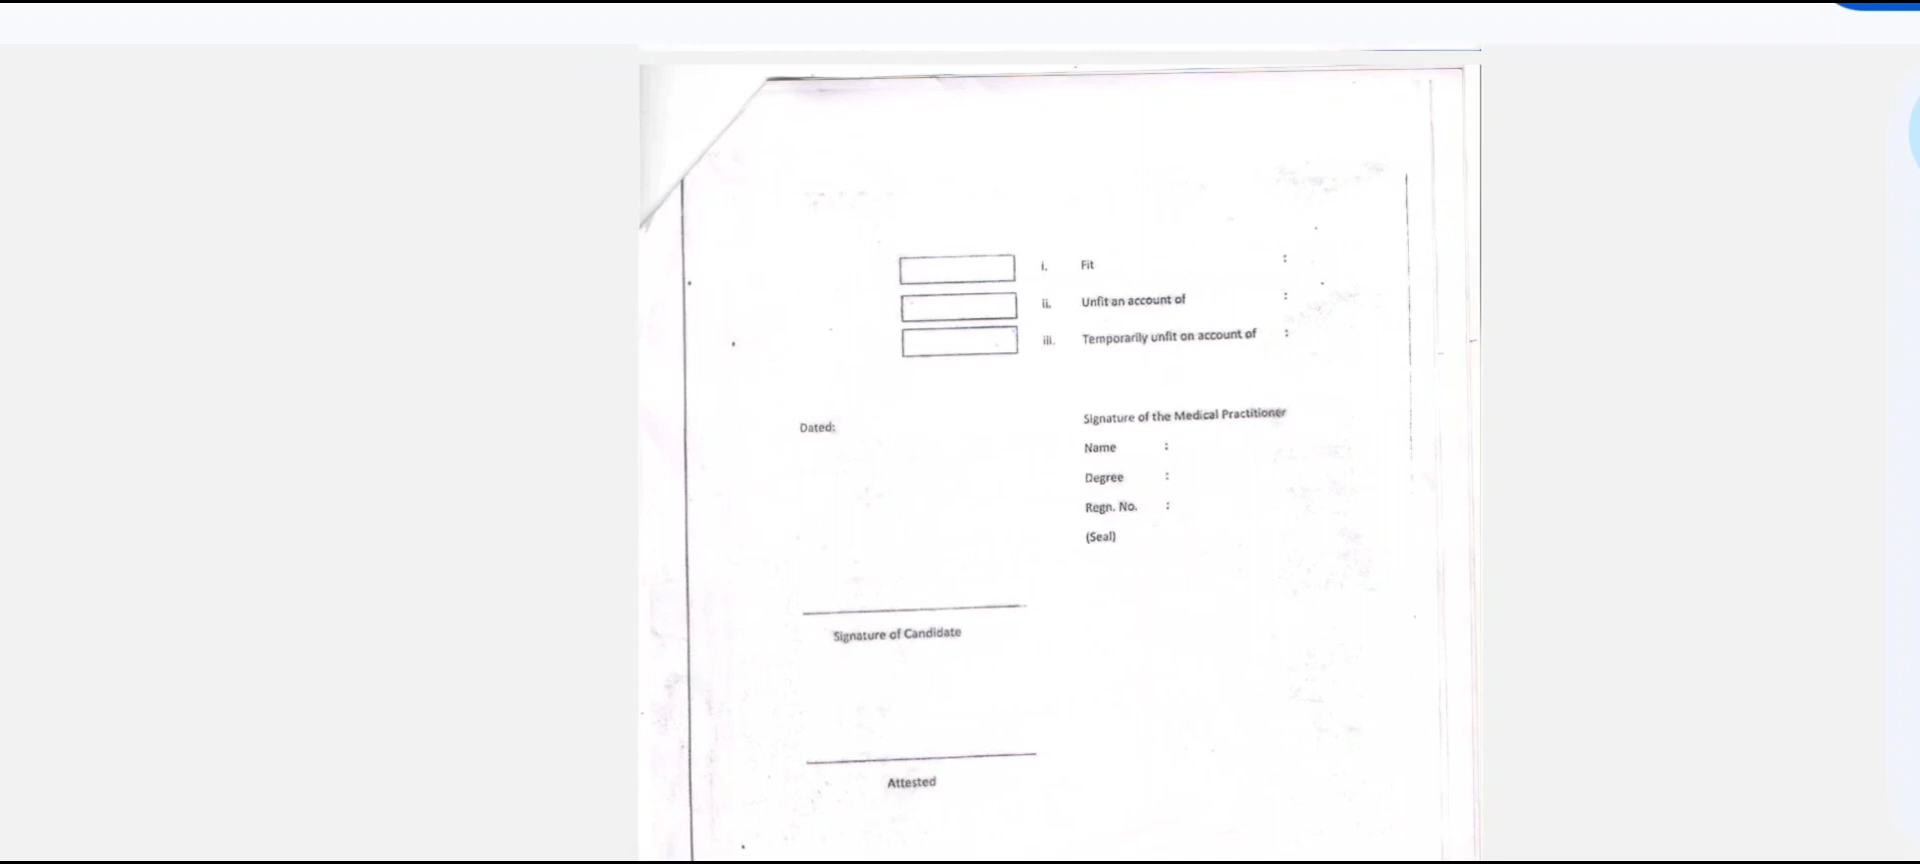 i. Fit :
ii. Unfit an account of :
iii. Temporarily unfit on account of :
Dated:
Signature of the Medical Practitioner
Name :
Degree :
Regn. No. :
(Seal)
Signature of Candidate
Attested